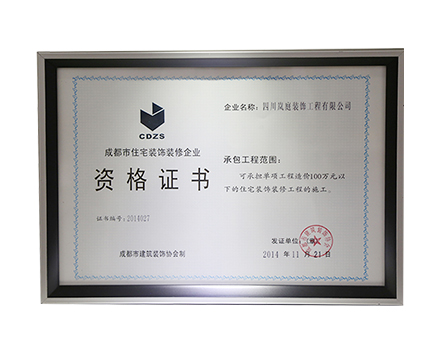 CDZS
成都市住宅装饰装修企业
资格证书
证书编号：2014027
成都市建筑装饰协会制
企业名称：四川岚庭装饰工程有限公司
承包工程范围：
可承担单项工程造价100万元以
下的住宅装饰装修工程的施工。
发证单位：
2014 年 11 月 21 日